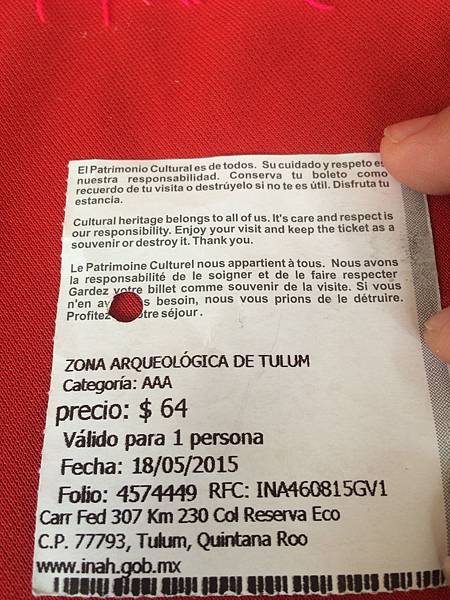 El Patrimonio Cultural es de todos. Su cuidado y respeto es
nuestra responsabilidad. Conserva tu boleto como
recuerdo de tu visita o destrúyelo si no te es útil. Disfruta tu
estancia.
Cultural heritage belongs to all of us. It's care and respect is
our responsibility. Enjoy your visit and keep the ticket as a
souvenir or destroy it. Thank you.
Le Patrimoine Culturel nous appartient à tous. Nous avons
la responsabilité de le soigner et de le faire respecter
Gardez votre billet comme souvenir de la visite. Si vous
n'en besoin, nous vous prions de le détruire.
Profitez séjour.
ZONA ARQUEOLÓGICA DE TULUM
Categoría: AAA
precio: $ 64
Válido para 1 persona
Fecha: 18/05/2015
Folio: 4574449 RFC: INA460815GV1
Carr Fed 307 Km 230 Col Reserva Eco
C.P. 77793, Tulum, Quintana Roo
www.inah.gob.mx